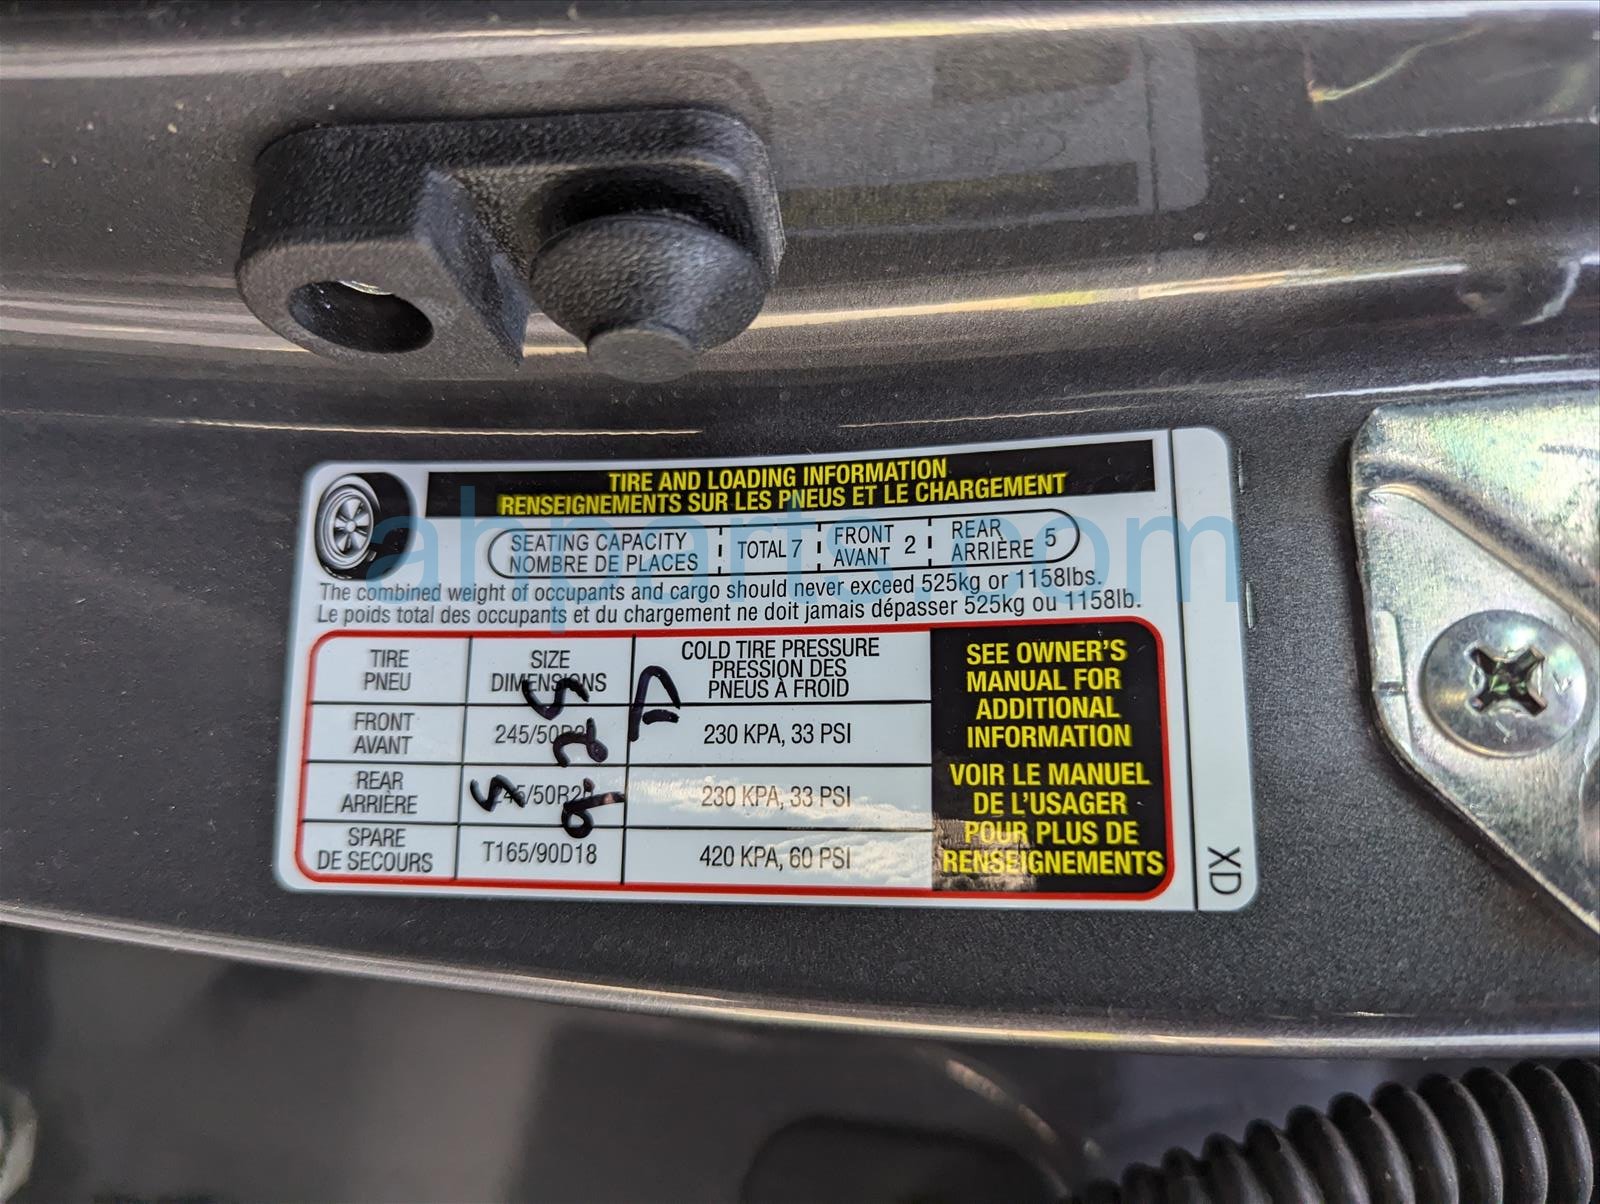 TIRE AND LOADING INFORMATION
RENSEIGNEMENTS SUR LES PNEUS ET LE CHARGEMENT
SEATING CAPACITY
NOMBRE DE PLACES
TOTAL 7
FRONT
AVANT 2
REAR
ARRIÈRE 5
The combined weight of occupants and cargo should never exceed 525kg or 1158lbs.
Le poids total des occupants et du chargement ne doit jamais dépasser 525kg ou 1158lb.
TIRE
PNEU
SIZE
DIMENSIONS
COLD TIRE PRESSURE
PRESSION DES
PNEUS À FROID
FRONT
AVANT
230 KPA, 33 PSI
REAR
ARRIÈRE
230 KPA, 33 PSI
SPARE
DE SECOURS
T165/90D18
420 KPA, 60 PSI
SEE OWNER'S
MANUAL FOR
ADDITIONAL
INFORMATION
VOIR LE MANUEL
DE L'USAGER
POUR PLUS DE
RENSEIGNEMENTS
XD
ahparts.com